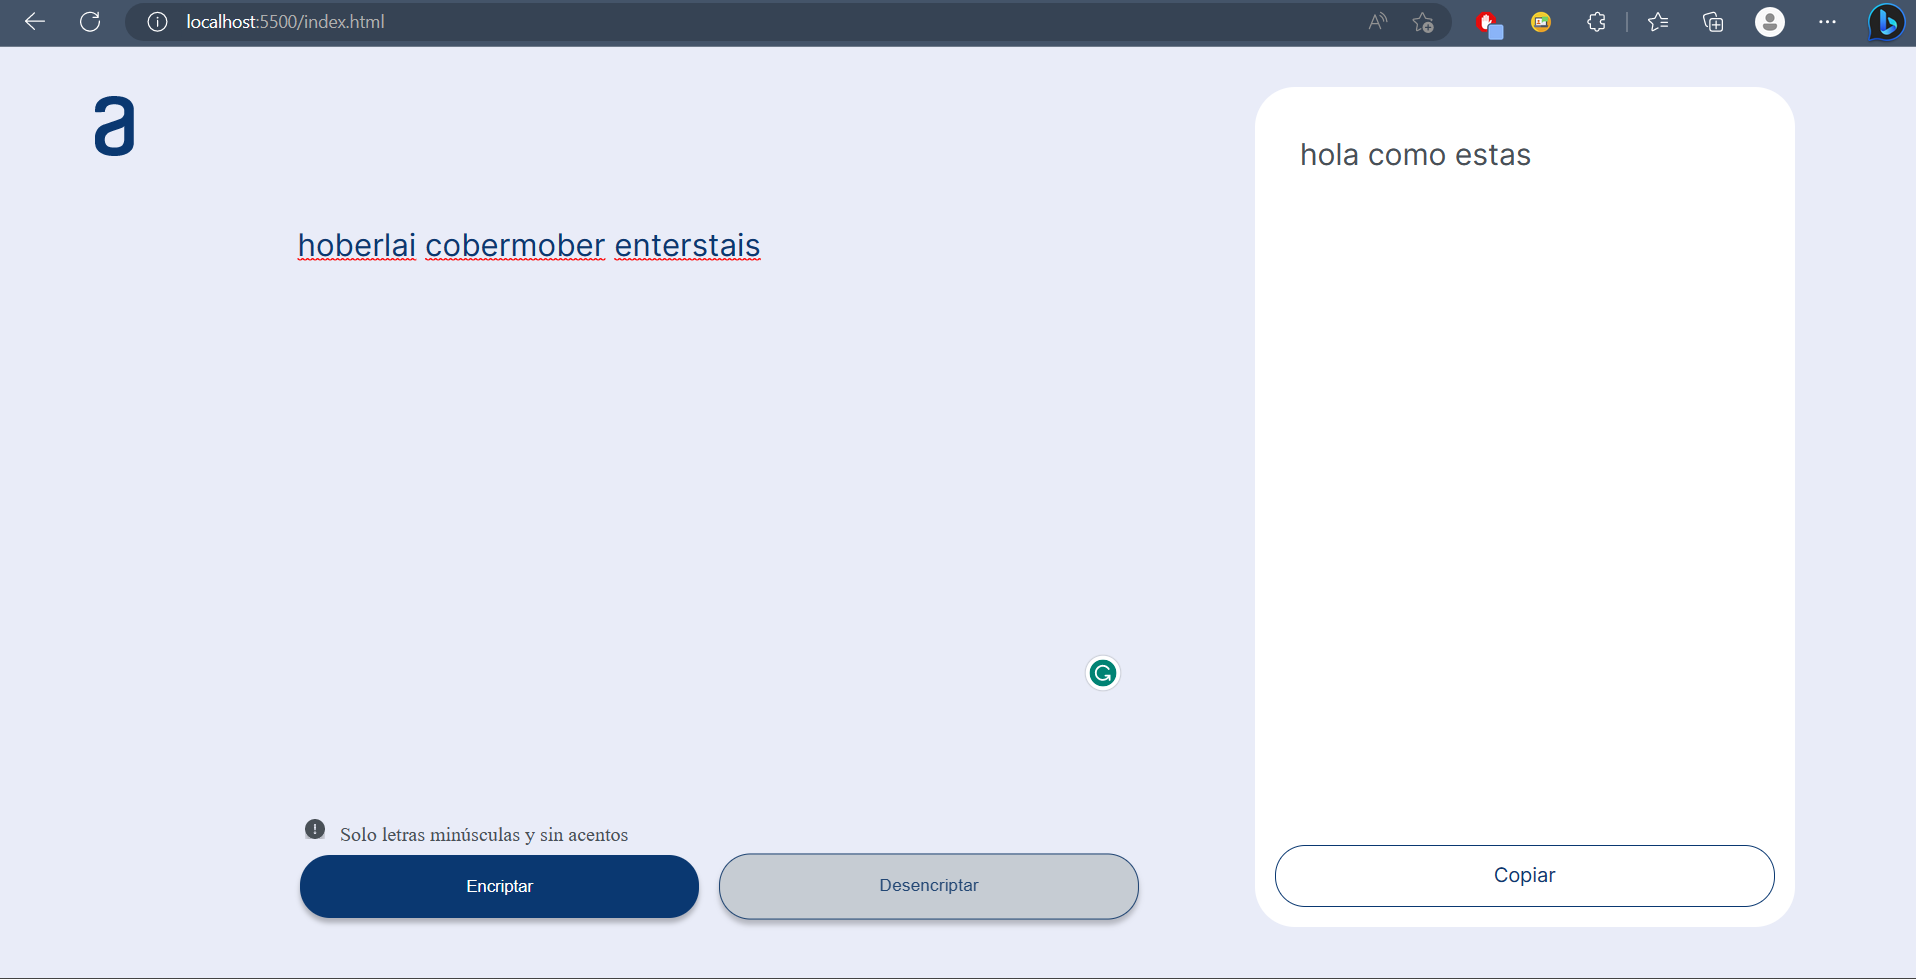 localhost:5500/index.html
a
hola como estas
hoberlai cobermober enterstais
Solo letras minúsculas y sin acentos
Encriptar
Desencriptar
Copiar